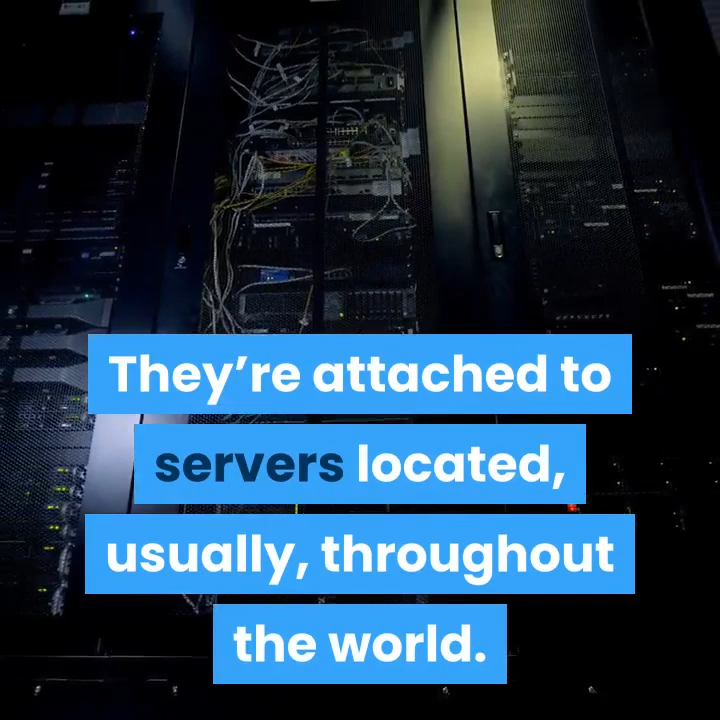 They’re attached to
servers located,
usually, throughout
the world.